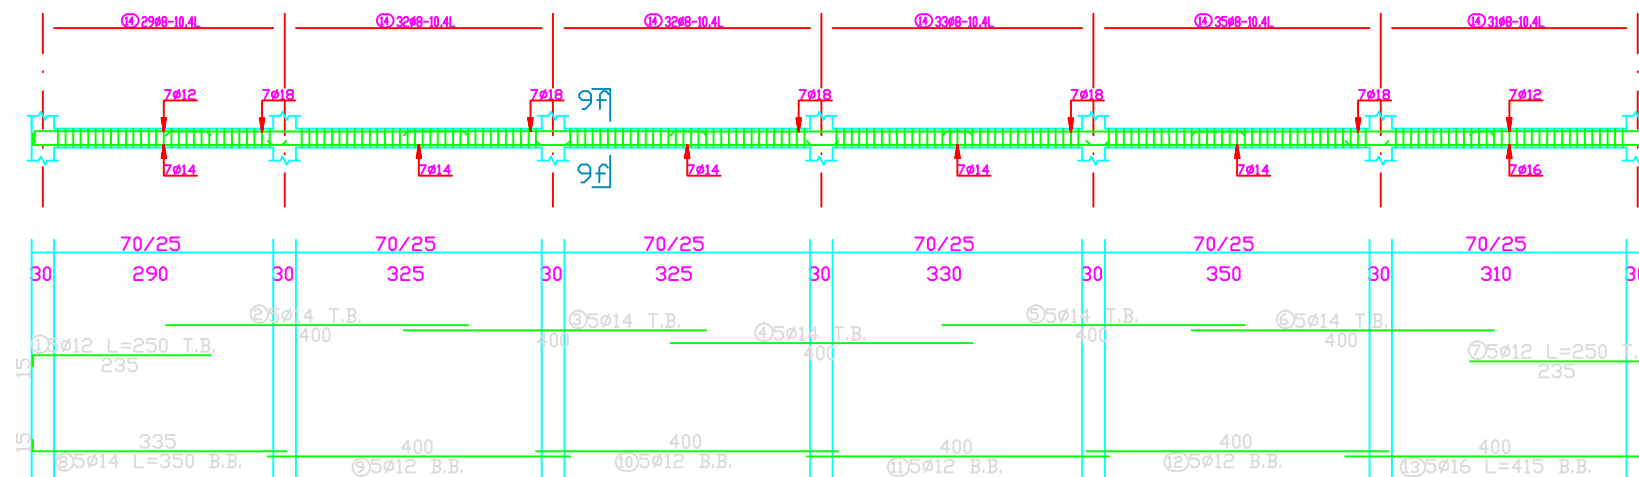 ⑭29ø8-10.4L ⑭32ø8-10.4L ⑭32ø8-10.4L ⑭33ø8-10.4L ⑭35ø8-10.4L ⑭31ø8-10.4L
7ø12 7ø18 7ø18 7ø18 7ø18 7ø18 7ø12
7ø14 7ø14 7ø14 7ø14 7ø14 7ø16
70/25 70/25 70/25 70/25 70/25 70/25
30 290 30 325 30 325 30 330 30 350 30 310
②5ø14 T.B. ③5ø14 T.B. ⑤5ø14 T.B. ⑥5ø14 T.B.
400 400 ④5ø14 T.B. 400 400 400
①5ø12 L=250 T.B. ⑦5ø12 L=250 T.
15 235 235
15 335 400 400 400 400 400
⑧5ø14 L=350 B.B. ⑨5ø12 B.B. ⑩5ø12 B.B. ⑪5ø12 B.B. ⑫5ø12 B.B. ⑬5ø16 L=415 B.B.